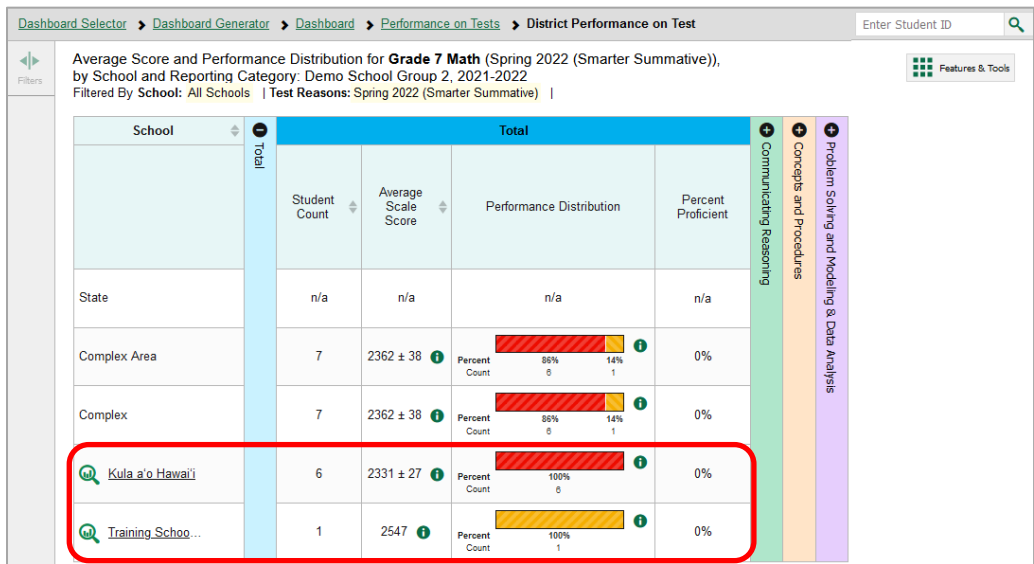 Dashboard Selector Dashboard Generator Dashboard Performance on Tests District Performance on Test
Enter Student ID
Filters
Average Score and Performance Distribution for Grade 7 Math (Spring 2022 (Smarter Summative)),
by School and Reporting Category: Demo School Group 2, 2021-2022
Filtered By School: All Schools | Test Reasons: Spring 2022 (Smarter Summative) |
Features & Tools
School
Total
Total
Student Count
Average Scale Score
Performance Distribution
Percent Proficient
Communicating Reasoning
Concepts and Procedures
Problem Solving and Modeling & Data Analysis
State n/a n/a n/a n/a
Complex Area 7 2362 ± 38 0%
Percent 86% 14%
Count 6 1
Complex 7 2362 ± 38 0%
Percent 86% 14%
Count 6 1
Kula a'o Hawai'i 6 2331 ± 27 0%
Percent 100%
Count 6
Training Schoo... 1 2547 0%
Percent 100%
Count 1